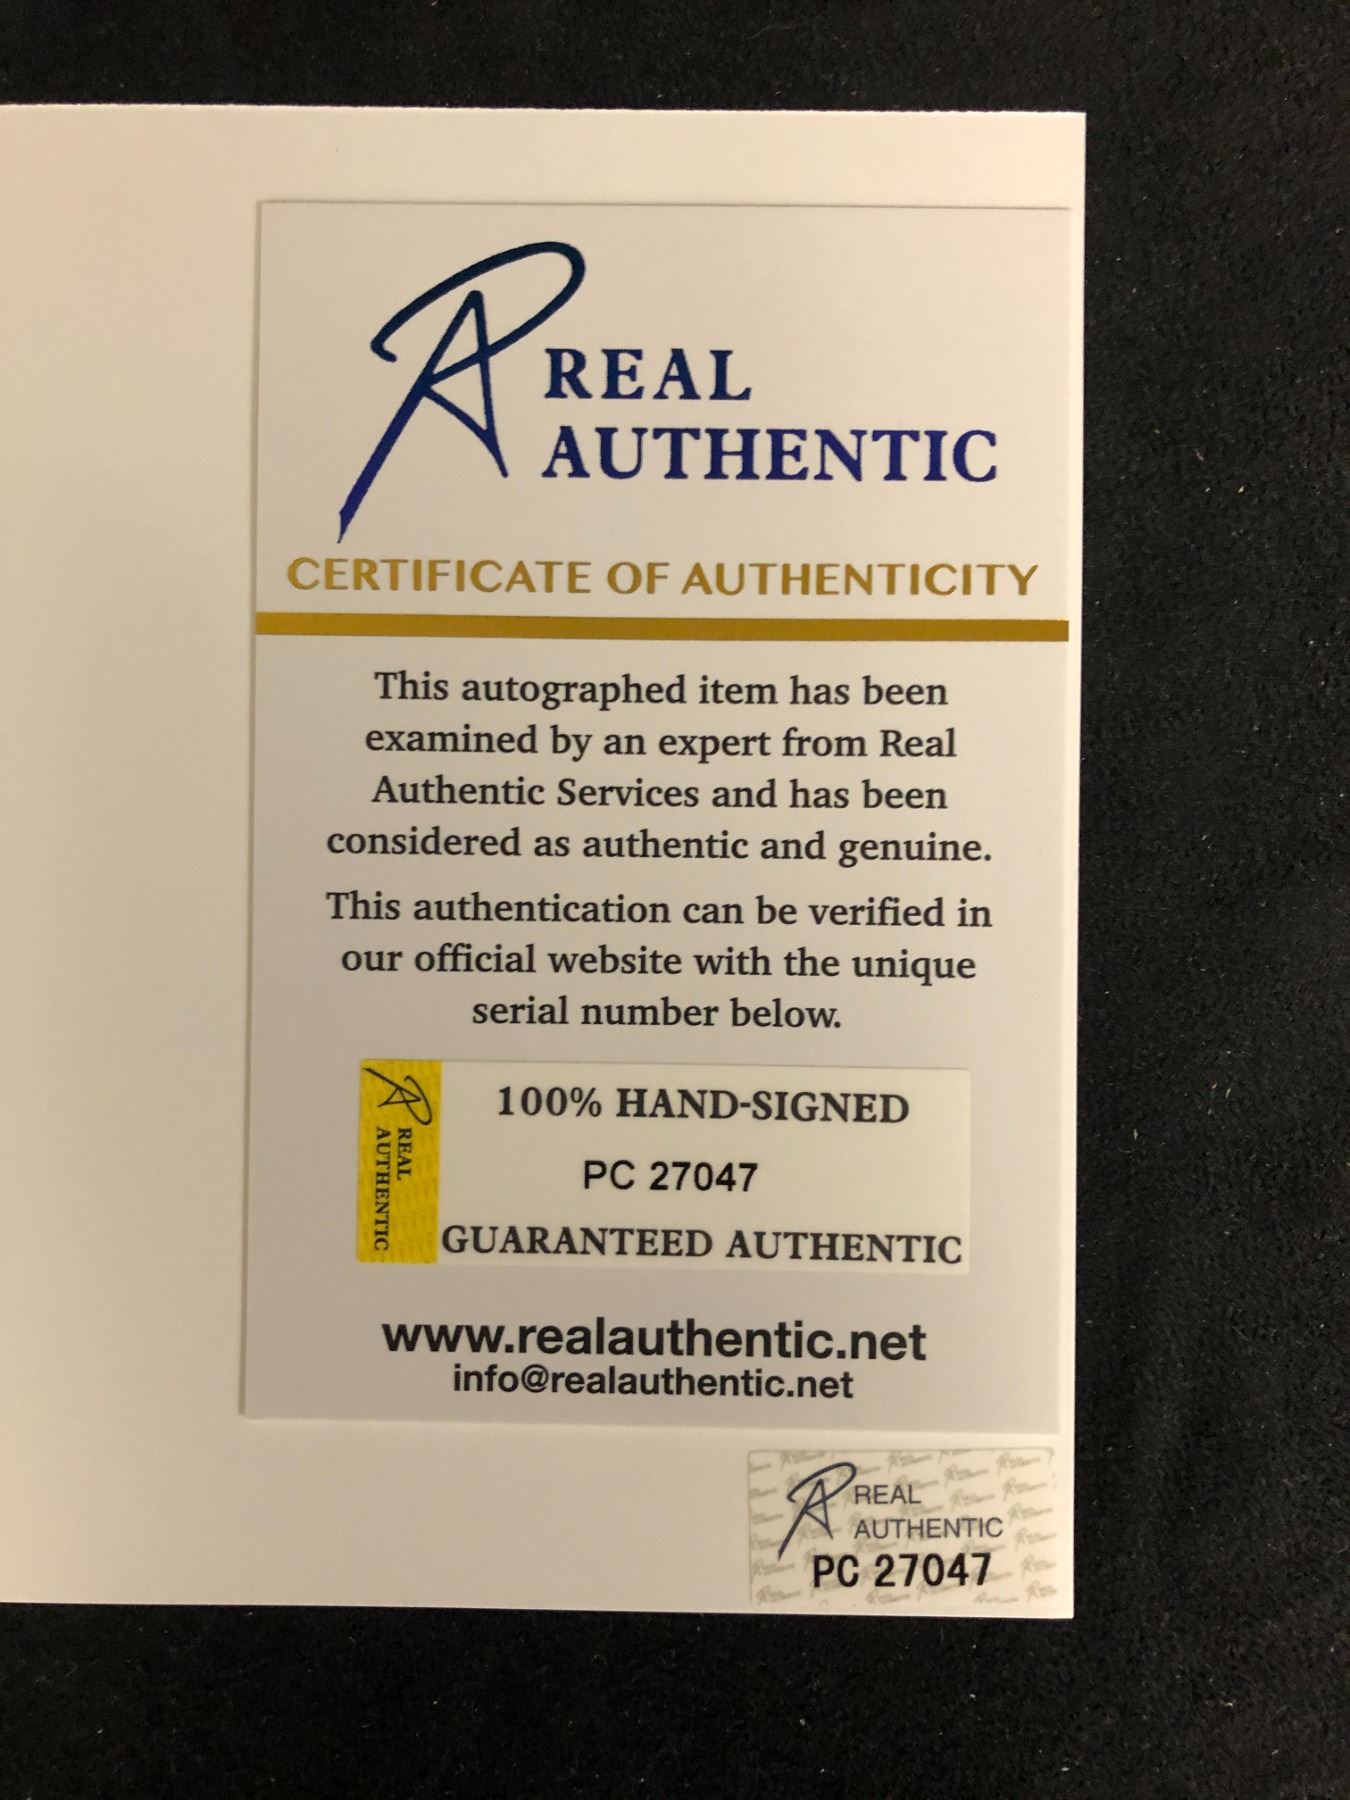 REAL
AUTHENTIC
CERTIFICATE OF AUTHENTICITY
This autographed item has been
examined by an expert from Real
Authentic Services and has been
considered as authentic and genuine.
This authentication can be verified in
our official website with the unique
serial number below.
REAL
AUTHENTIC
100% HAND-SIGNED
PC 27047
GUARANTEED AUTHENTIC
www.realauthentic.net
info@realauthentic.net
REAL
AUTHENTIC
PC 27047